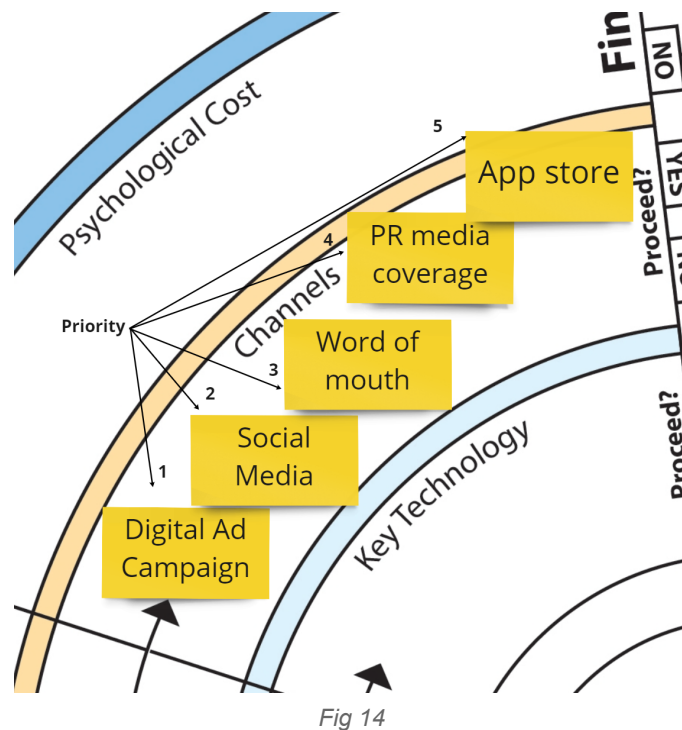 Fin
NO
Psychological Cost
5
App store
YES
Proceed?
4
PR media
coverage
Channels
Priority
3
Word of
mouth
2
Social
Media
1
Key Technology
Proceed?
Digital Ad
Campaign
Fig 14